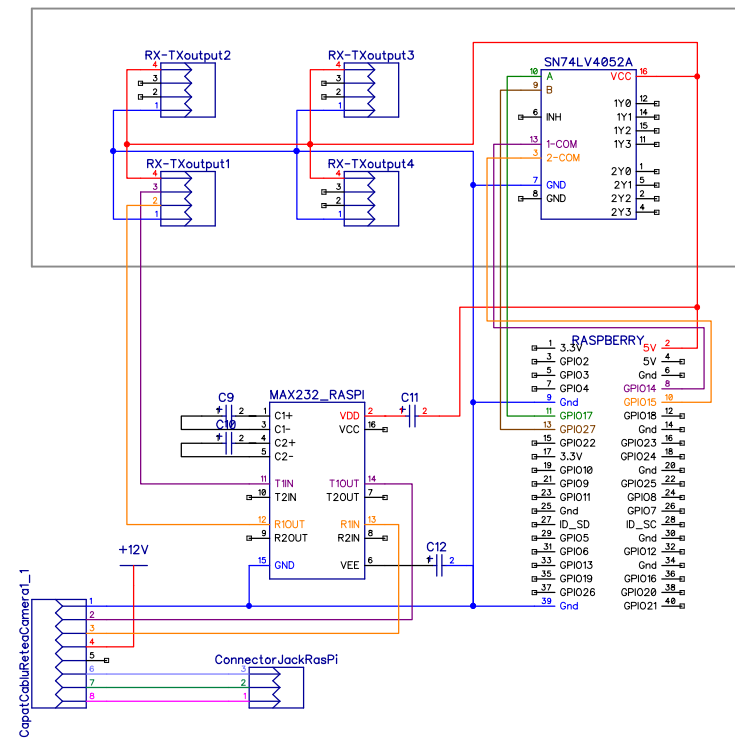 RX-TXoutput2
4
3
2
1
RX-TXoutput3
4
3
2
1
RX-TXoutput1
4
3
2
1
RX-TXoutput4
4
3
2
1
SN74LV4052A
10 A VCC 16
9 B
1Y0 12
6 INH 1Y1 14
1Y2 15
13 1-COM 1Y3 11
3 2-COM
2Y0 1
7 GND 2Y1 5
8 GND 2Y2 2
2Y3 4
RASPBERRY
1 3.3V 5V 2
3 GPIO2 5V 4
5 GPIO3 Gnd 6
7 GPIO4 GPIO14 8
9 Gnd GPIO15 10
11 GPIO17 GPIO18 12
13 GPIO27 Gnd 14
15 GPIO22 GPIO23 16
17 3.3V GPIO24 18
19 GPIO10 Gnd 20
21 GPIO9 GPIO25 22
23 GPIO11 GPIO8 24
25 Gnd GPIO7 26
27 ID_SD ID_SC 28
29 GPIO5 Gnd 30
31 GPIO6 GPIO12 32
33 GPIO13 Gnd 34
35 GPIO19 GPIO16 36
37 GPIO26 GPIO20 38
39 Gnd GPIO21 40
MAX232_RASPI
C9
+ 2
C10
+ 2
C11
+ 2
C12
+ 2
1 C1+ VDD 2
3 C1- VCC 16
4 C2+
5 C2-
11 T1IN T1OUT 14
10 T2IN T2OUT 7
12 R1OUT R1IN 13
9 R2OUT R2IN 8
15 GND VEE 6
+12V
CapatCabluReteaCamera1_1
1
2
3
4
5
6
7
8
ConnectorJackRasPi
3
2
1